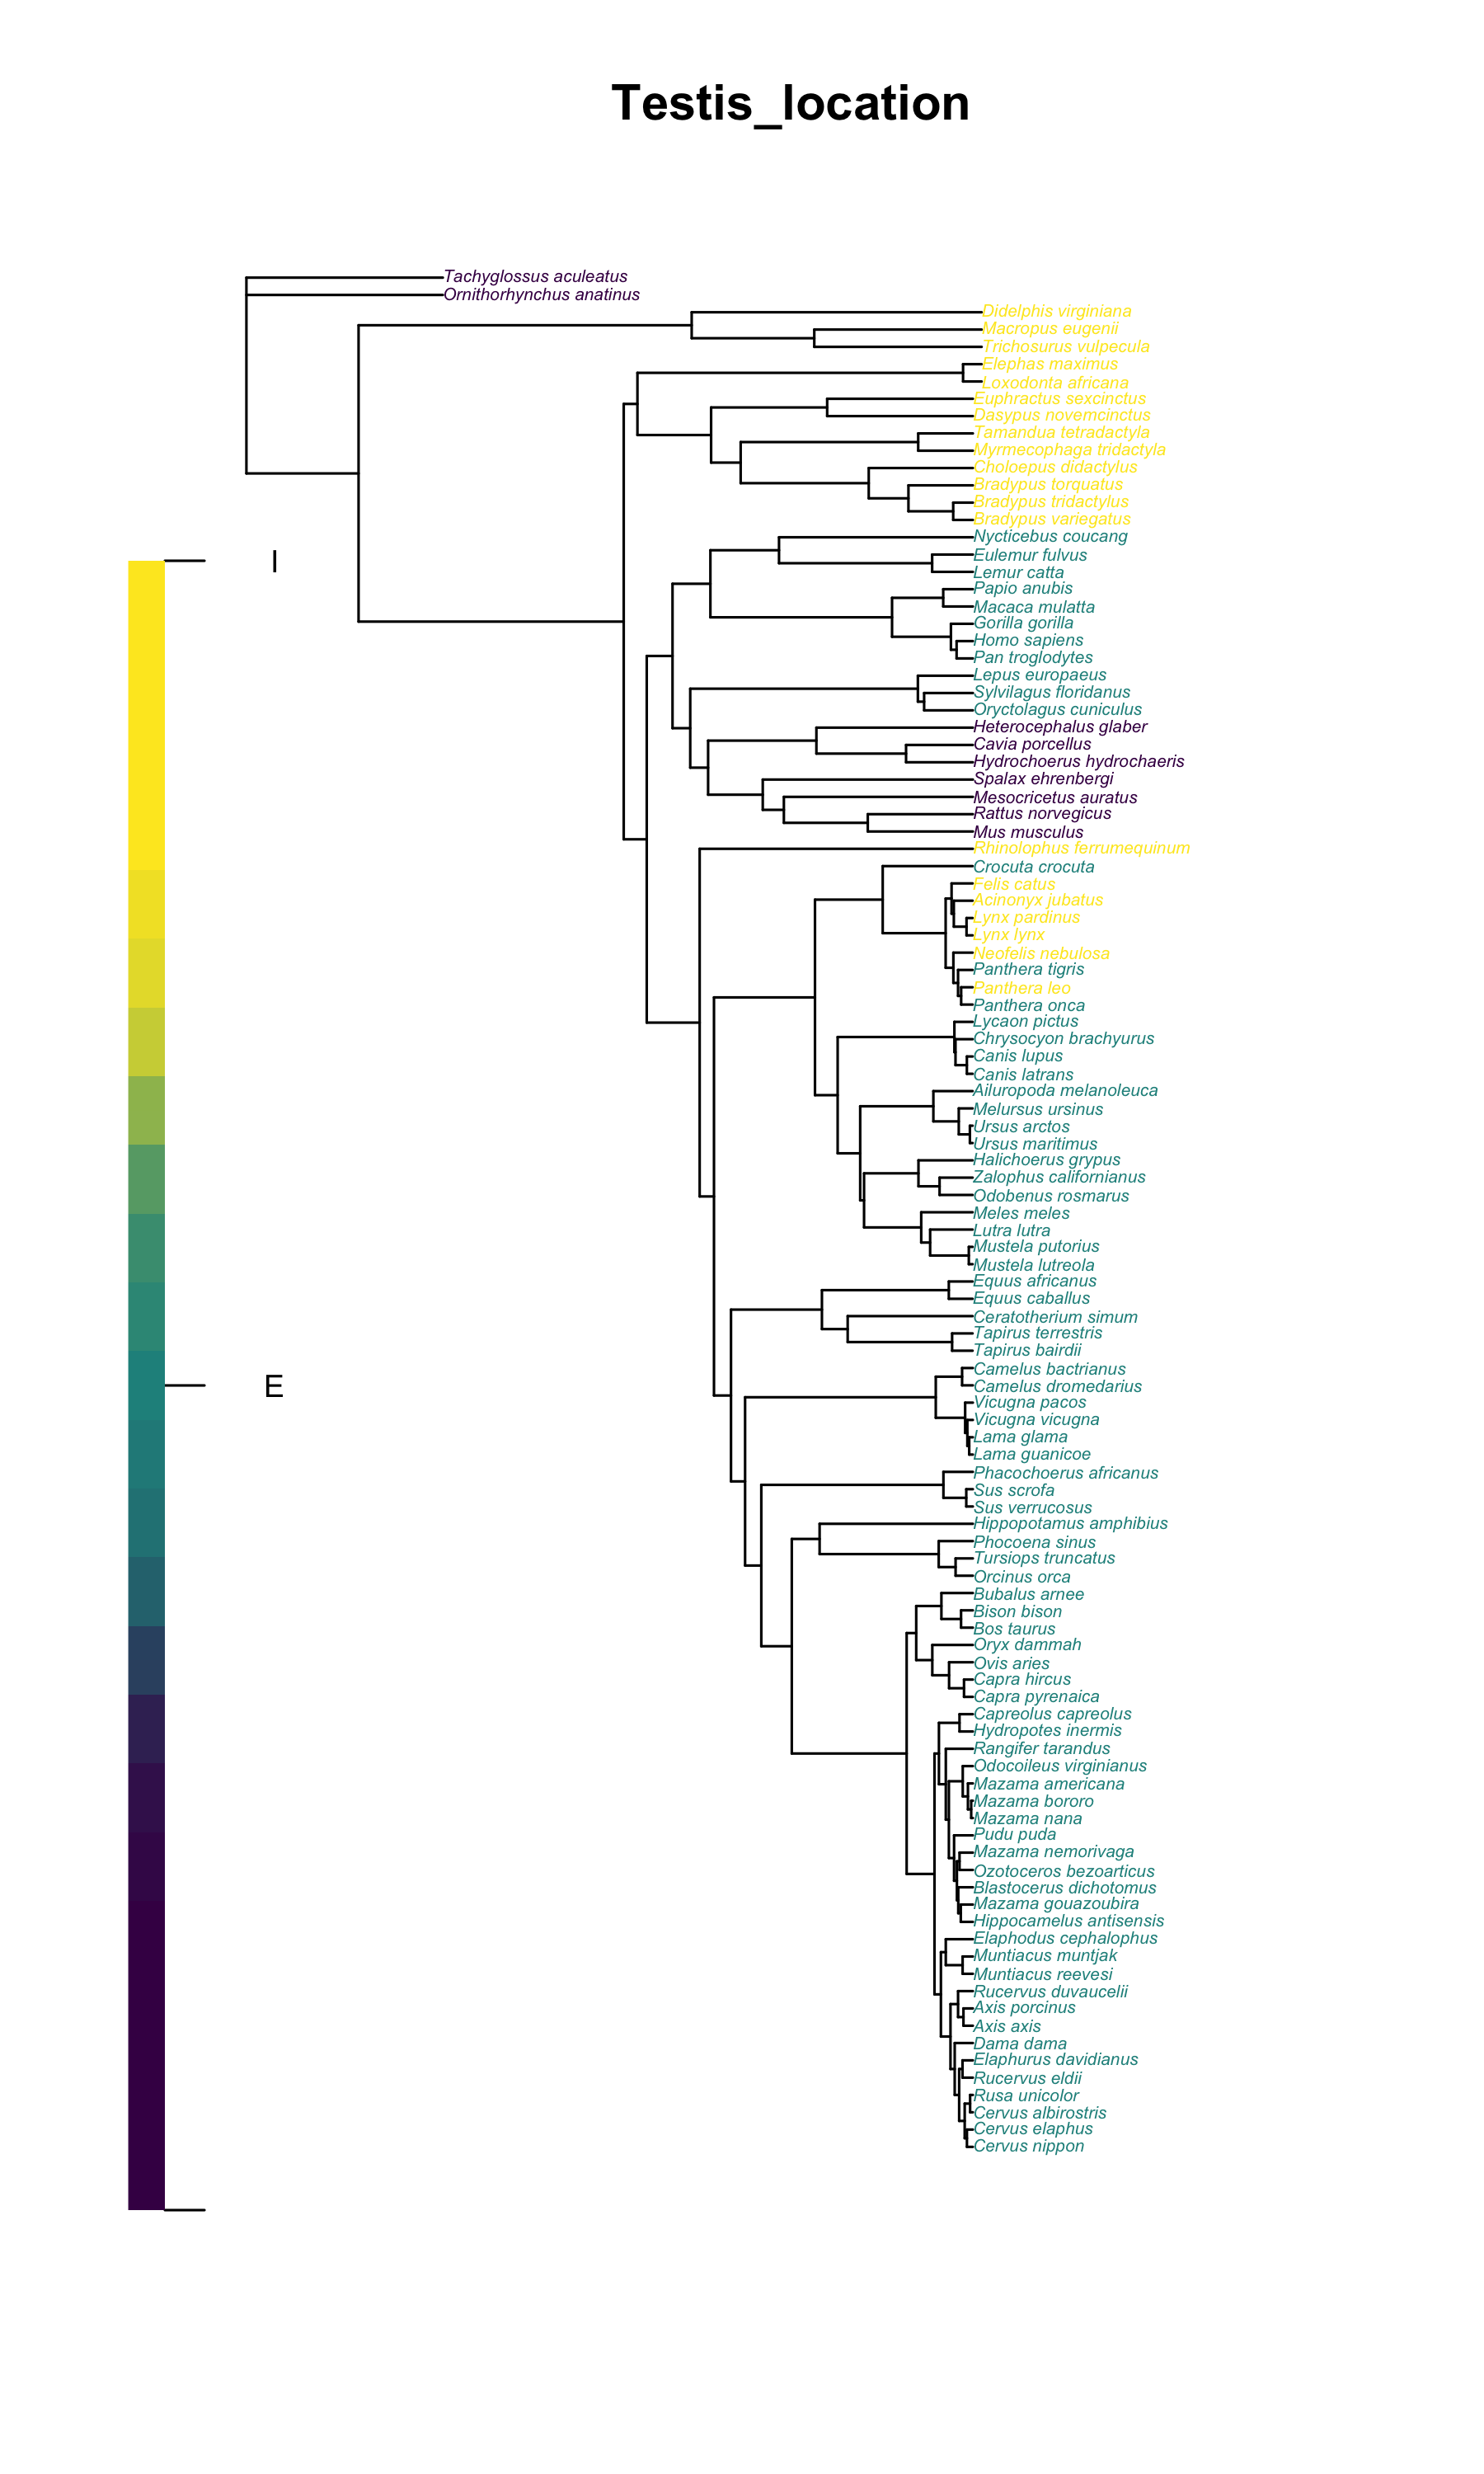 Testis_location
Tachyglossus aculeatus
Ornithorhynchus anatinus
Didelphis virginiana
Macropus eugenii
Trichosurus vulpecula
Elephas maximus
Loxodonta africana
Euphractus sexcinctus
Dasypus novemcinctus
Tamandua tetradactyla
Myrmecophaga tridactyla
Choloepus didactylus
Bradypus torquatus
Bradypus tridactylus
Bradypus variegatus
Nycticebus coucang
I
Eulemur fulvus
Lemur catta
Papio anubis
Macaca mulatta
Gorilla gorilla
Homo sapiens
Pan troglodytes
Lepus europaeus
Sylvilagus floridanus
Oryctolagus cuniculus
Heterocephalus glaber
Cavia porcellus
Hydrochoerus hydrochaeris
Spalax ehrenbergi
Mesocricetus auratus
Rattus norvegicus
Mus musculus
Rhinolophus ferrumequinum
Crocuta crocuta
Felis catus
Acinonyx jubatus
Lynx pardinus
Lynx lynx
Neofelis nebulosa
Panthera tigris
Panthera leo
Panthera onca
Lycaon pictus
Chrysocyon brachyurus
Canis lupus
Canis latrans
Ailuropoda melanoleuca
Melursus ursinus
Ursus arctos
Ursus maritimus
Halichoerus grypus
Zalophus californianus
Odobenus rosmarus
Meles meles
Lutra lutra
Mustela putorius
Mustela lutreola
Equus africanus
Equus caballus
Ceratotherium simum
Tapirus terrestris
Tapirus bairdii
Camelus bactrianus
E
Camelus dromedarius
Vicugna pacos
Vicugna vicugna
Lama glama
Lama guanicoe
Phacochoerus africanus
Sus scrofa
Sus verrucosus
Hippopotamus amphibius
Phocoena sinus
Tursiops truncatus
Orcinus orca
Bubalus arnee
Bison bison
Bos taurus
Oryx dammah
Ovis aries
Capra hircus
Capra pyrenaica
Capreolus capreolus
Hydropotes inermis
Rangifer tarandus
Odocoileus virginianus
Mazama americana
Mazama bororo
Mazama nana
Pudu puda
Mazama nemorivaga
Ozotoceros bezoarticus
Blastocerus dichotomus
Mazama gouazoubira
Hippocamelus antisensis
Elaphodus cephalophus
Muntiacus muntjak
Muntiacus reevesi
Rucervus duvaucelii
Axis porcinus
Axis axis
Dama dama
Elaphurus davidianus
Rucervus eldii
Rusa unicolor
Cervus albirostris
Cervus elaphus
Cervus nippon